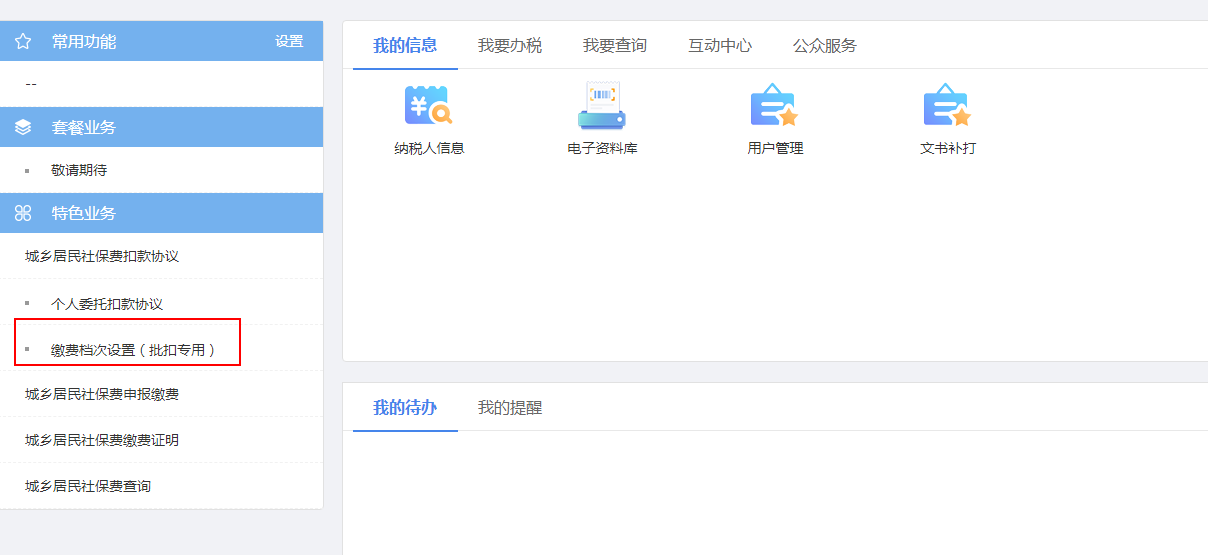 常用功能 设置
--
套餐业务
敬请期待
特色业务
城乡居民社保费扣款协议
个人委托扣款协议
缴费档次设置（批扣专用）
城乡居民社保费申报缴费
城乡居民社保费缴费证明
城乡居民社保费查询
我的信息 我要办税 我要查询 互动中心 公众服务
纳税人信息 电子资料库 用户管理 文书补打
我的待办 我的提醒